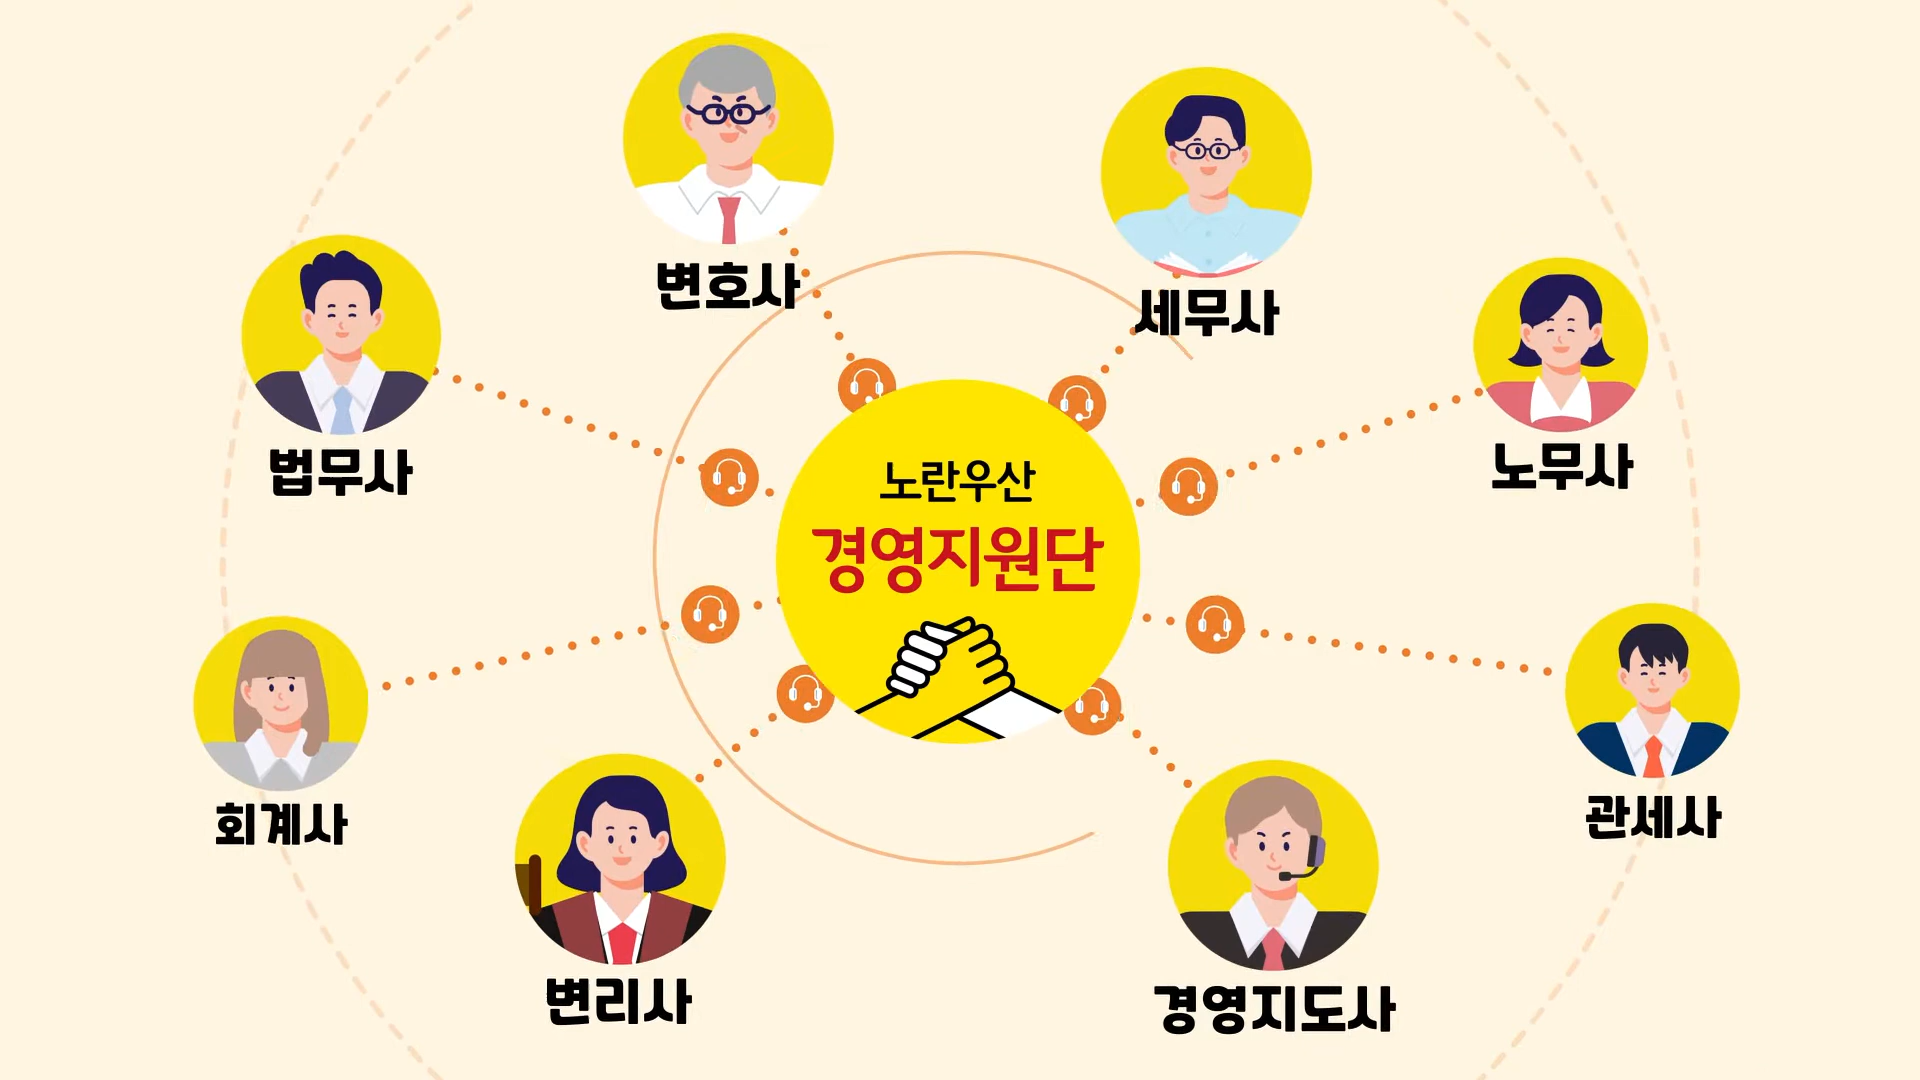 변호사
세무사
법무사
노무사
노란우산
경영지원단
회계사
관세사
변리사
경영지도사